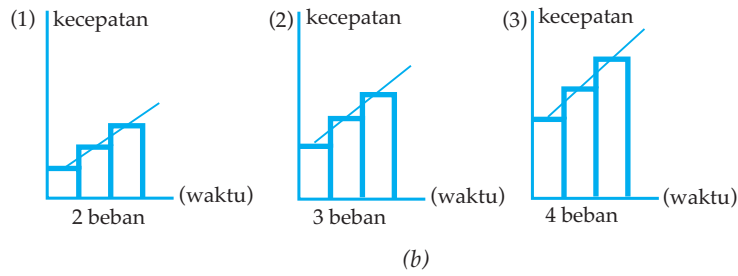 (1) kecepatan
(waktu)
2 beban
(2) kecepatan
(waktu)
3 beban
(3) kecepatan
(waktu)
4 beban
(b)